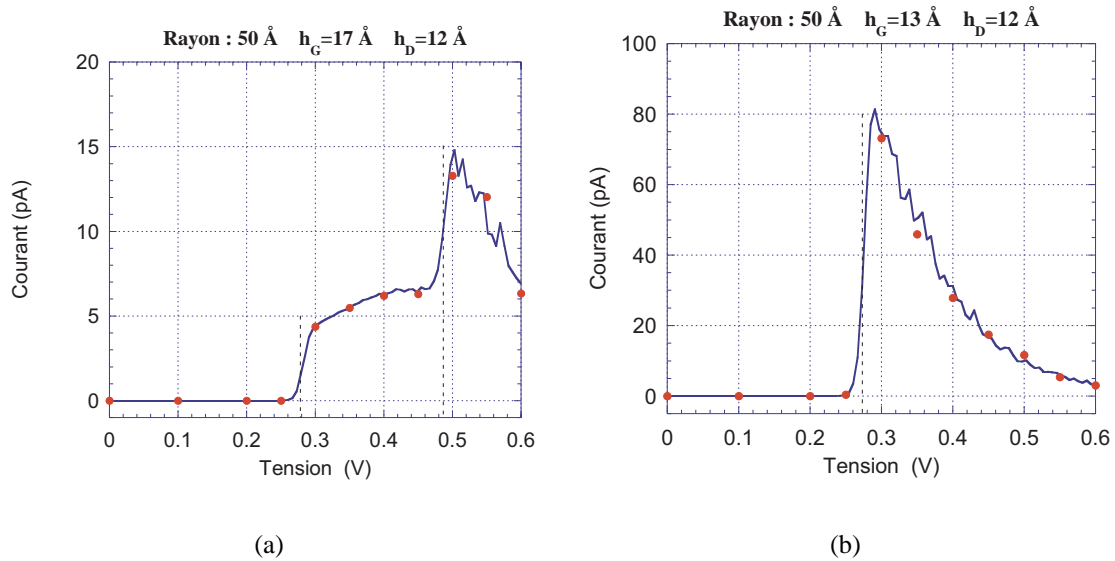 Rayon : 50 Å h_G=17 Å h_D=12 Å
20
15
10
5
0
Courant (pA)
0 0.1 0.2 0.3 0.4 0.5 0.6
Tension (V)
(a)
Rayon : 50 Å h_G=13 Å h_D=12 Å
100
80
60
40
20
0
Courant (pA)
0 0.1 0.2 0.3 0.4 0.5 0.6
Tension (V)
(b)